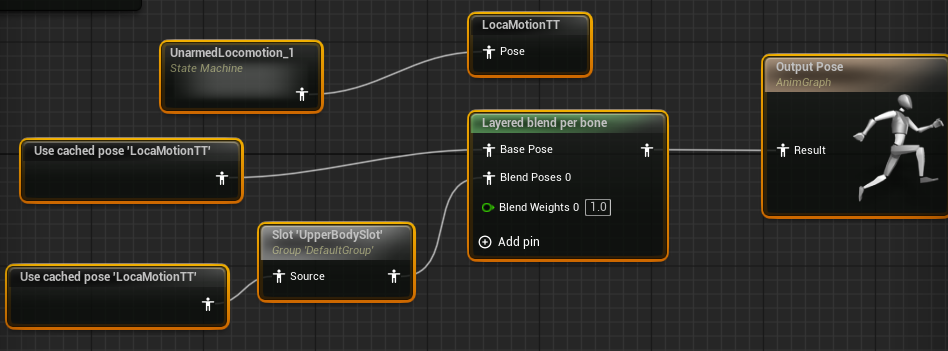 LocaMotionTT
Pose
UnarmedLocomotion_1
State Machine
Output Pose
AnimGraph
Result
Layered blend per bone
Base Pose
Blend Poses 0
Blend Weights 0 1.0
Add pin
Use cached pose 'LocaMotionTT'
Slot 'UpperBodySlot'
Group 'DefaultGroup'
Source
Use cached pose 'LocaMotionTT'